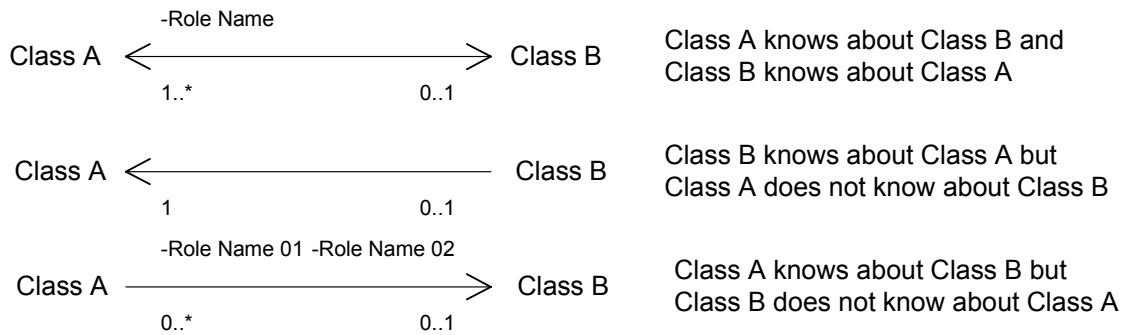 -Role Name
Class A
Class B
1..*
0..1
Class A knows about Class B and
Class B knows about Class A
Class A
Class B
1
0..1
Class B knows about Class A but
Class A does not know about Class B
-Role Name 01 -Role Name 02
Class A
Class B
0..*
0..1
Class A knows about Class B but
Class B does not know about Class A